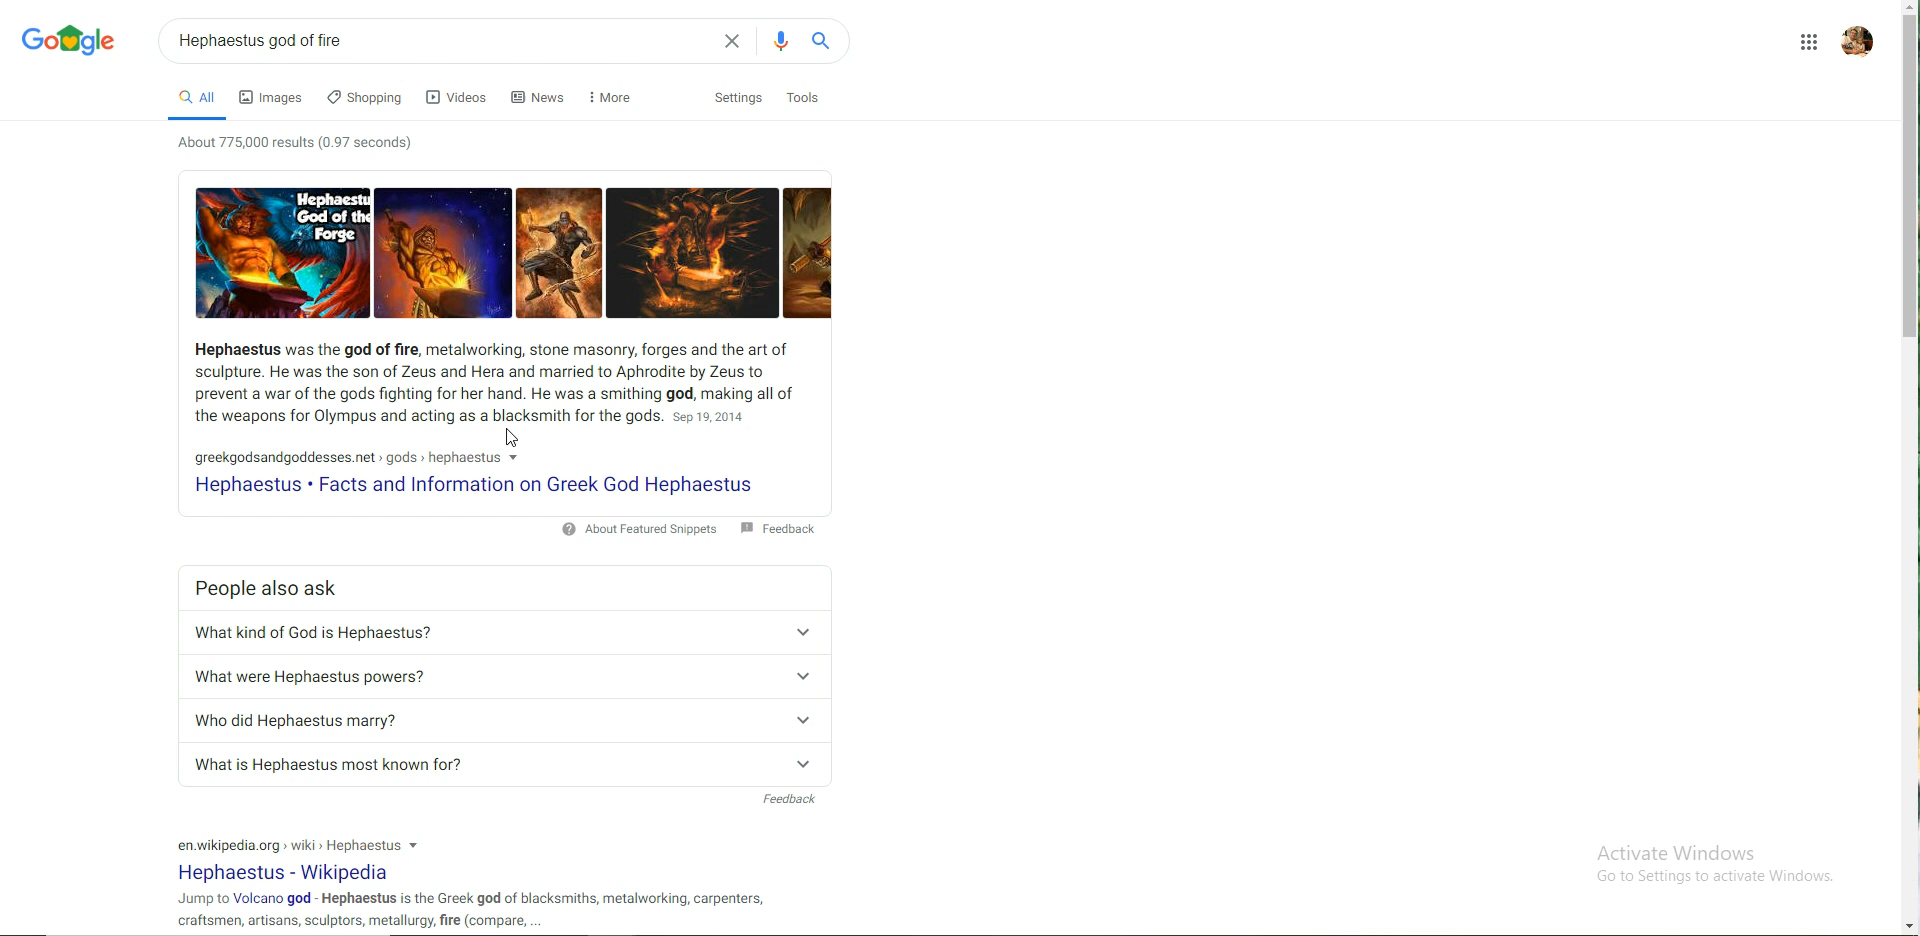 Google
Hephaestus god of fire
All Images Shopping Videos News More Settings Tools
About 775,000 results (0.97 seconds)
Hephaestu
God of the
Forge
Hephaestus was the god of fire, metalworking, stone masonry, forges and the art of
sculpture. He was the son of Zeus and Hera and married to Aphrodite by Zeus to
prevent a war of the gods fighting for her hand. He was a smithing god, making all of
the weapons for Olympus and acting as a blacksmith for the gods. Sep 19, 2014
greekgodsandgoddesses.net › gods › hephaestus
Hephaestus • Facts and Information on Greek God Hephaestus
About Featured Snippets Feedback
People also ask
What kind of God is Hephaestus?
What were Hephaestus powers?
Who did Hephaestus marry?
What is Hephaestus most known for?
Feedback
en.wikipedia.org › wiki › Hephaestus
Hephaestus - Wikipedia
Jump to Volcano god - Hephaestus is the Greek god of blacksmiths, metalworking, carpenters,
craftsmen, artisans, sculptors, metallurgy, fire (compare, ...
Activate Windows
Go to Settings to activate Windows.